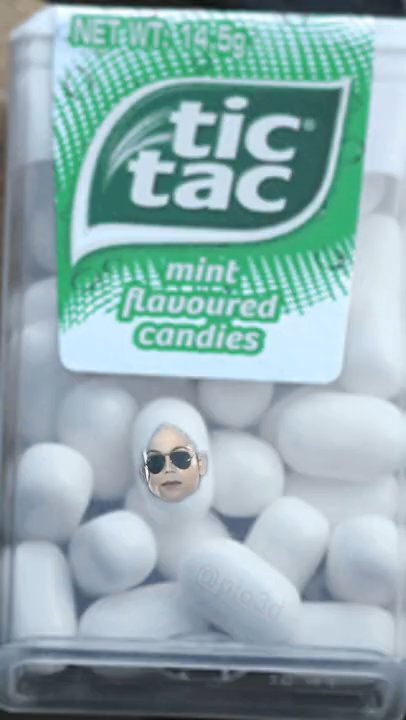 NET WT. 14.5g.
tic®
tac
mint
flavoured
candies